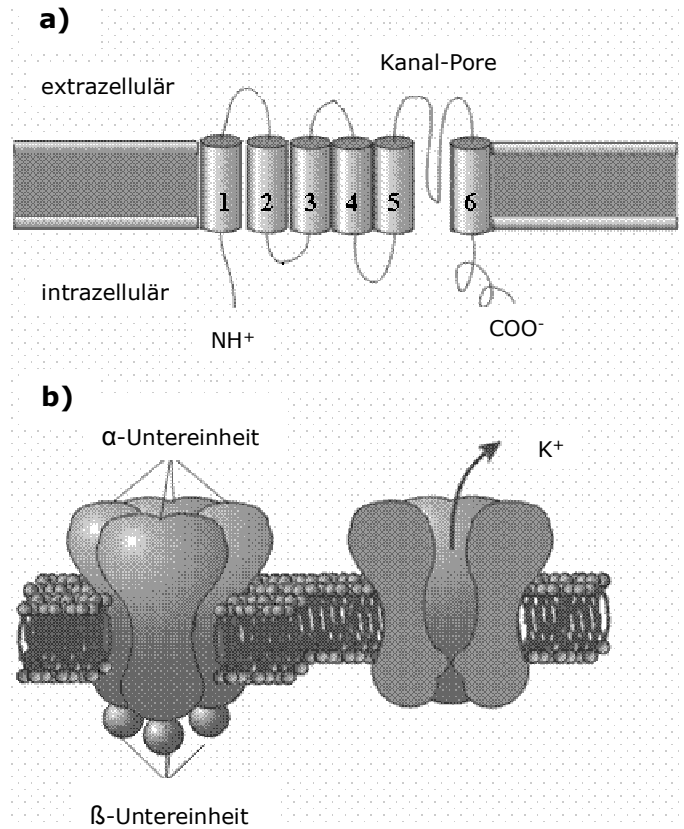 a)
Kanal-Pore
extrazellulär
1 2 3 4 5 6
intrazellulär
NH⁺
COO⁻
b)
α-Untereinheit
K⁺
ß-Untereinheit